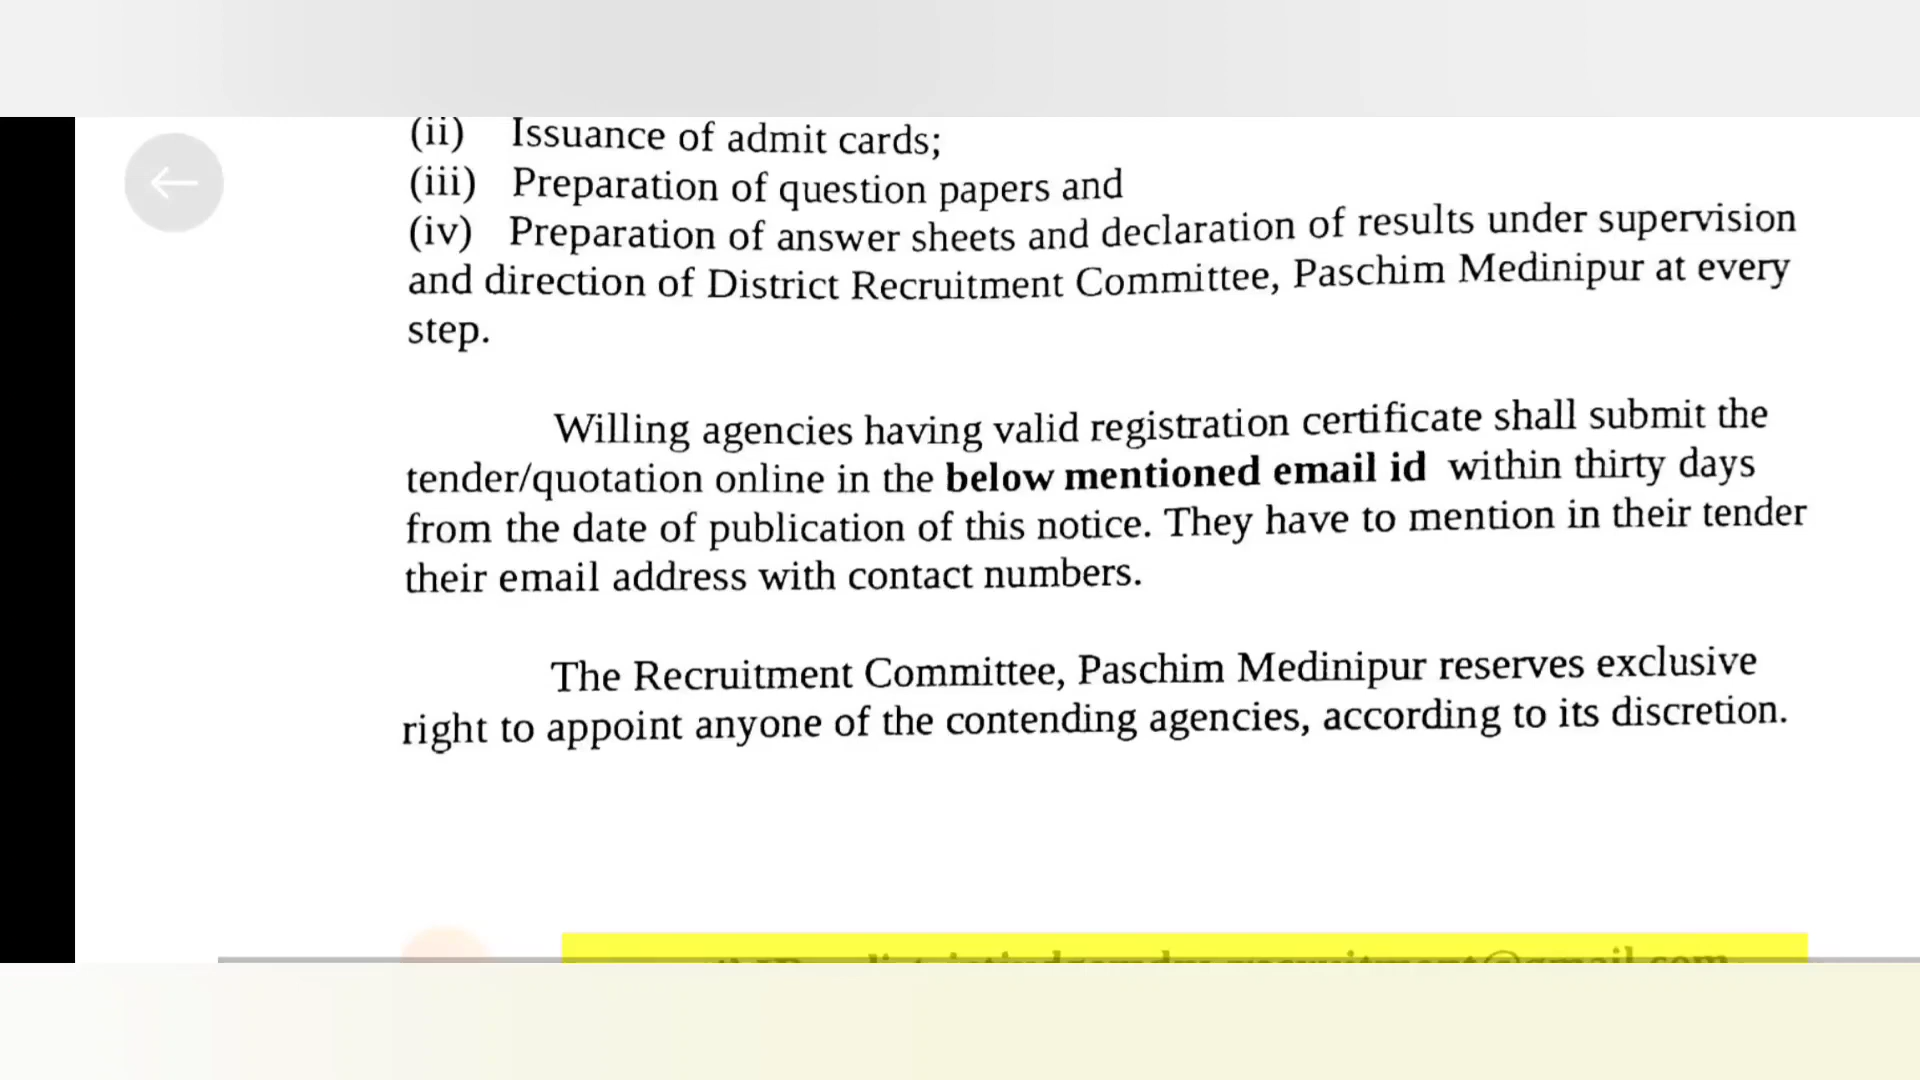 (ii) Issuance of admit cards;
(iii) Preparation of question papers and
(iv) Preparation of answer sheets and declaration of results under supervision
and direction of District Recruitment Committee, Paschim Medinipur at every
step.
Willing agencies having valid registration certificate shall submit the
tender/quotation online in the below mentioned email id within thirty days
from the date of publication of this notice. They have to mention in their tender
their email address with contact numbers.
The Recruitment Committee, Paschim Medinipur reserves exclusive
right to appoint anyone of the contending agencies, according to its discretion.